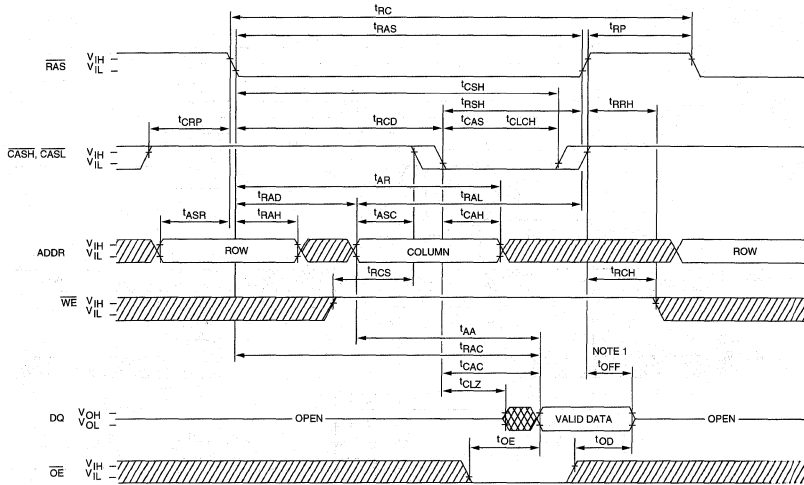 tRC
tRAS
tRP
RAS
VIH
VIL
tCSH
tRSH
tRRH
tCRP
tRCD
tCAS
tCLCH
CASH, CASL
VIH
VIL
tAR
tRAD
tRAL
tASR
tRAH
tASC
tCAH
ADDR
VIH
VIL
ROW
COLUMN
ROW
tRCS
tRCH
WE
VIH
VIL
tAA
tRAC
NOTE 1
tCAC
tOFF
tCLZ
DQ
VOH
VOL
OPEN
VALID DATA
OPEN
tOE
tOD
OE
VIH
VIL